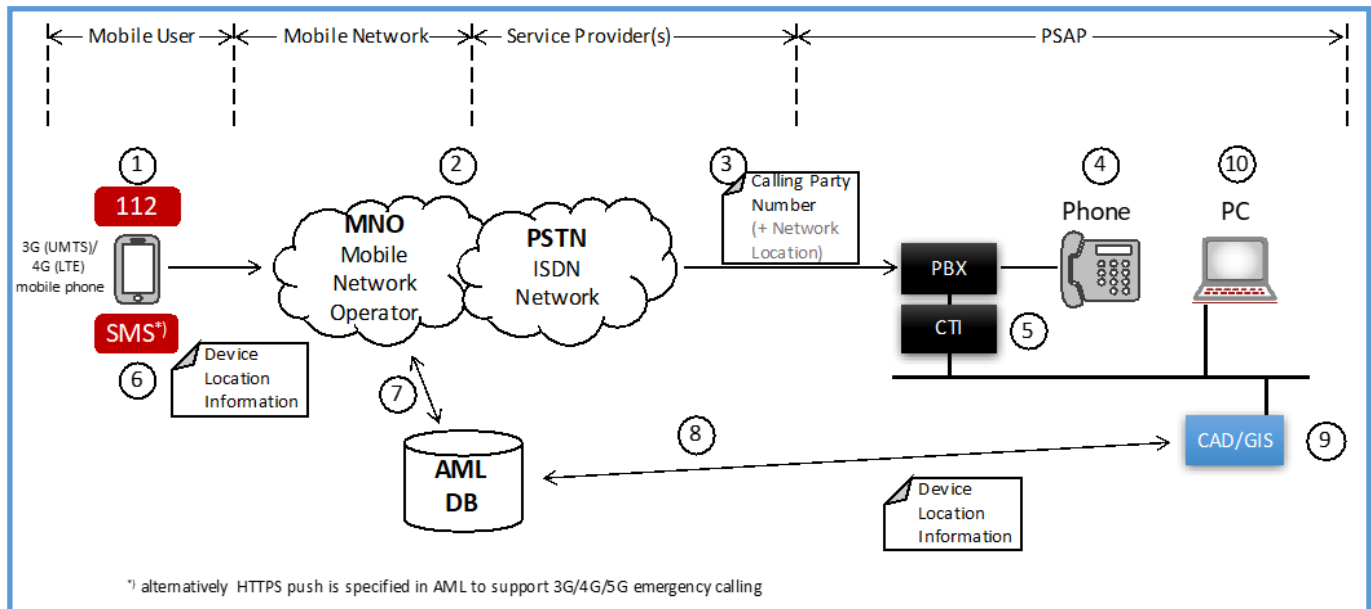 Mobile User
Mobile Network
Service Provider(s)
PSAP
1
2
3
4
10
112
3G (UMTS)/
4G (LTE)
mobile phone
SMS*)
6
Device
Location
Information
MNO
Mobile
Network
Operator
PSTN
ISDN
Network
Calling Party
Number
(+ Network
Location)
Phone
PC
PBX
CTI
5
7
8
AML
DB
CAD/GIS
9
Device
Location
Information
*) alternatively HTTPS push is specified in AML to support 3G/4G/5G emergency calling